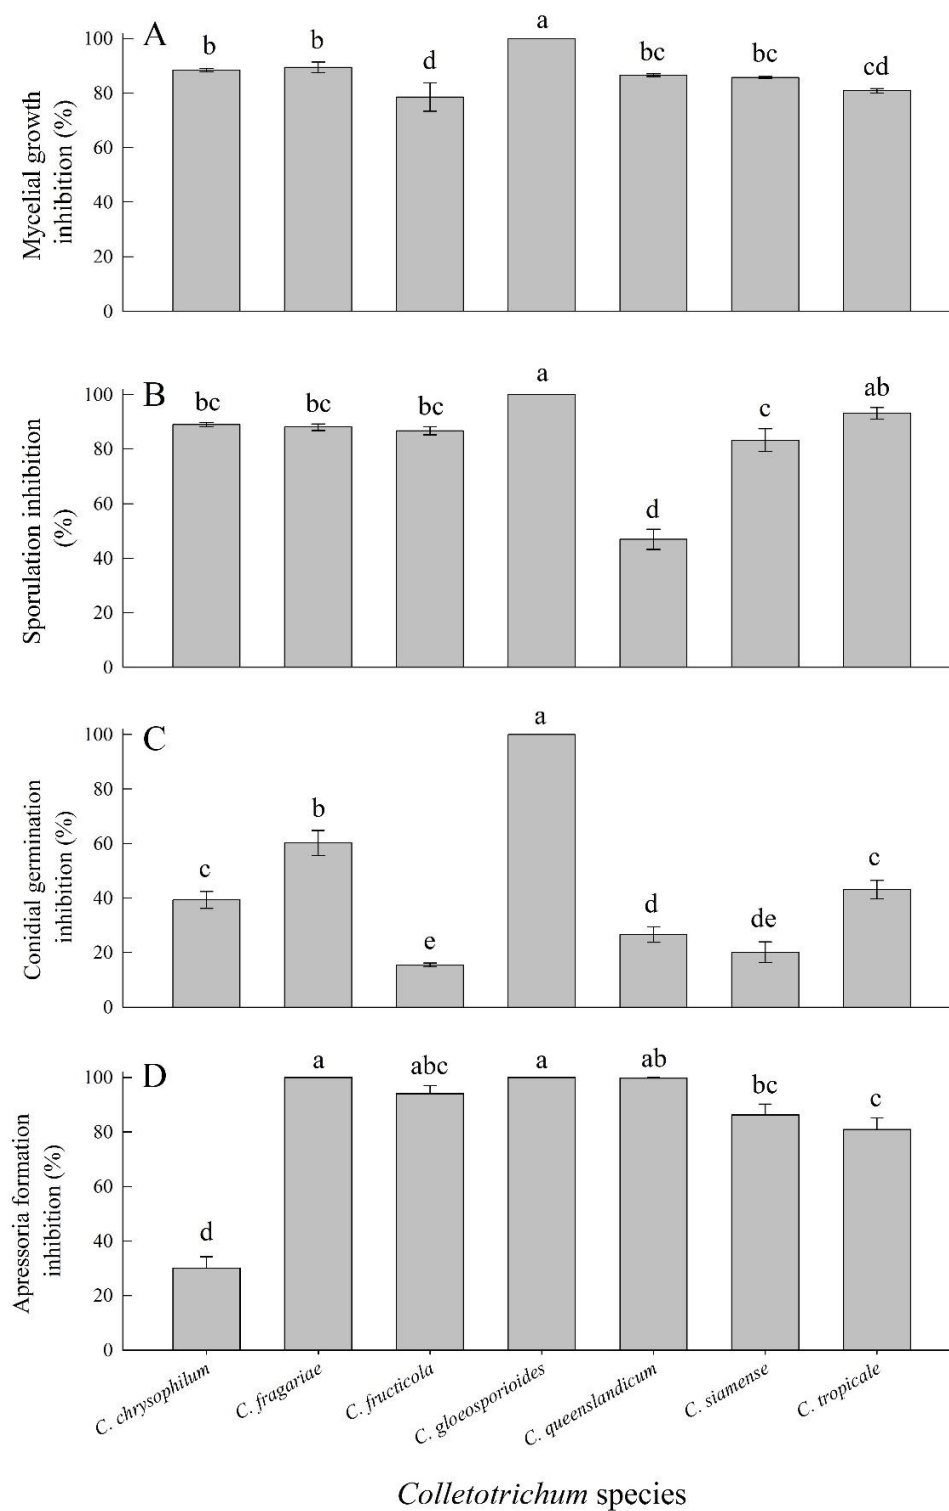 A
b
b
d
a
bc
bc
cd
100
80
60
40
20
0
Mycelial growth
inhibition (%)
B
bc
bc
bc
a
d
c
ab
100
80
60
40
20
0
Sporulation inhibition
(%)
C
c
b
e
a
d
de
c
100
80
60
40
20
0
Conidial germination
inhibition (%)
D
d
a
abc
a
ab
bc
c
100
80
60
40
20
0
Apressoria formation
inhibition (%)
C. chrysophilum
C. fragariae
C. fructicola
C. gloeosporioides
C. queenslandicum
C. siamense
C. tropicale
Colletotrichum species